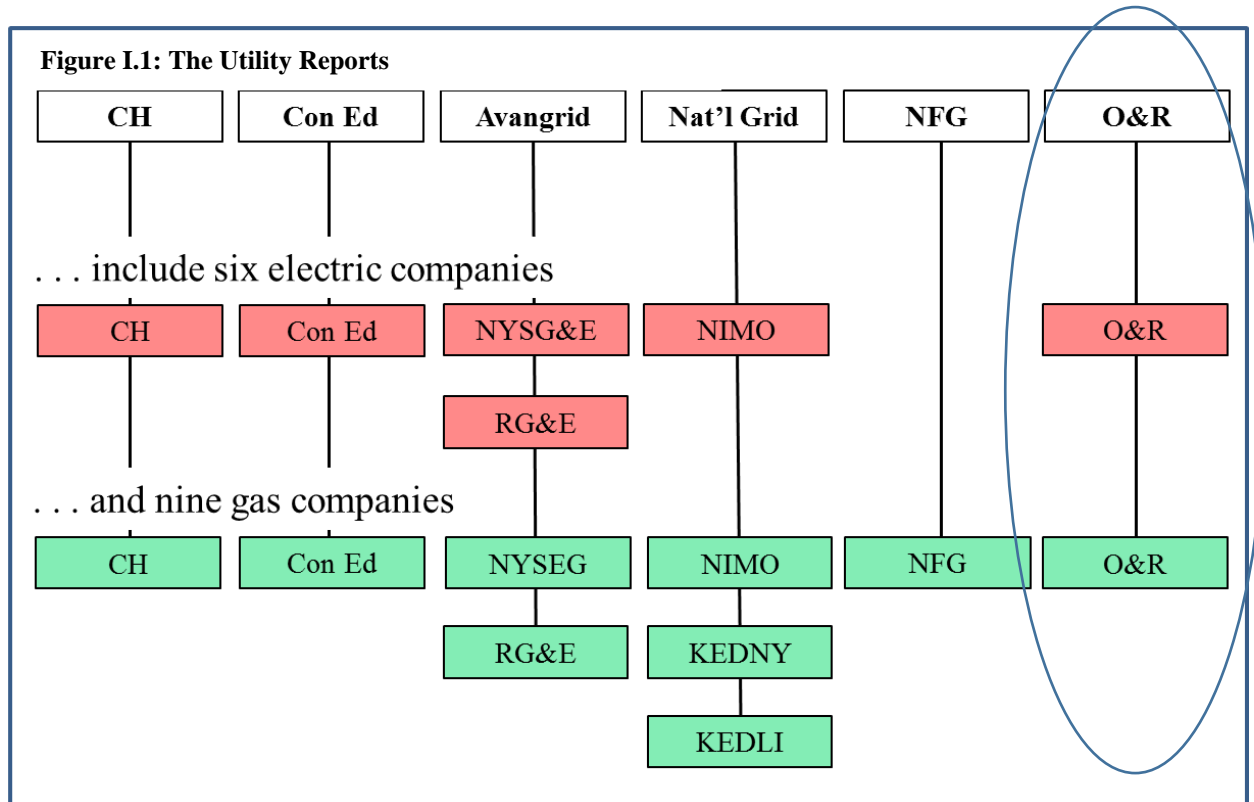 Figure I.1: The Utility Reports
CH Con Ed Avangrid Nat’l Grid NFG O&R
. . . include six electric companies
CH Con Ed NYSG&E NIMO O&R
RG&E
. . . and nine gas companies
CH Con Ed NYSEG NIMO NFG O&R
RG&E KEDNY
KEDLI